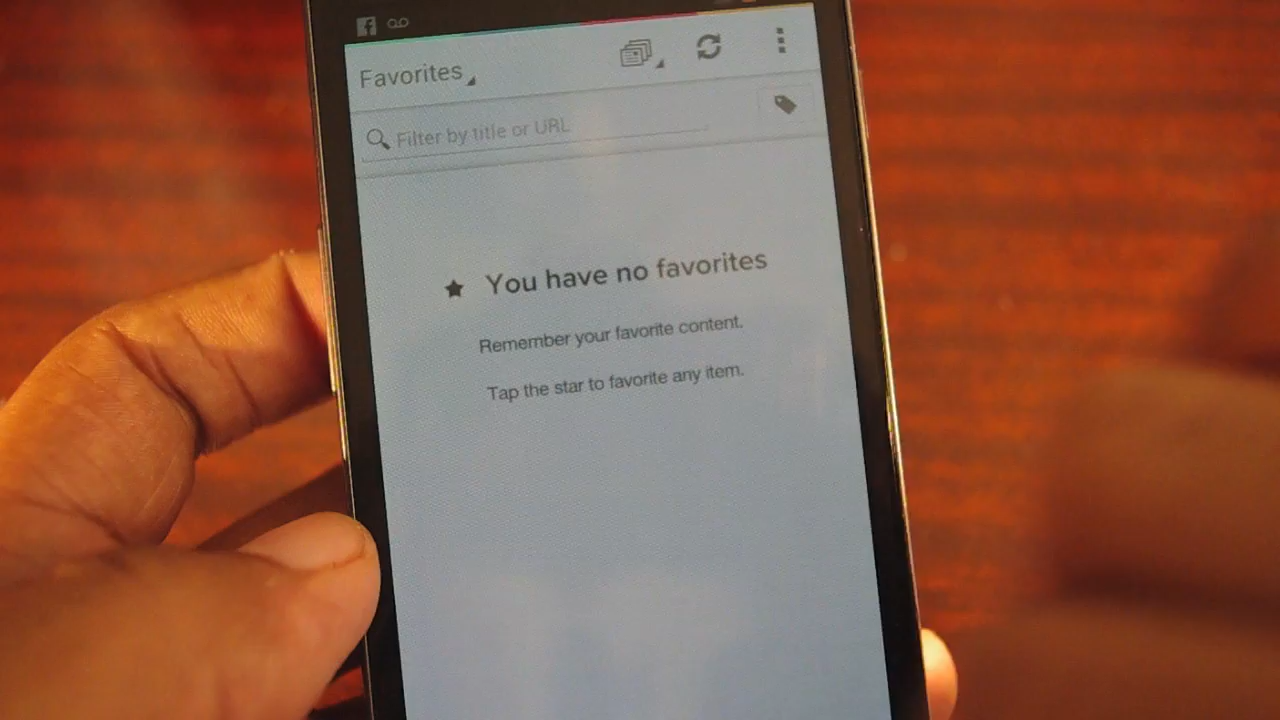 Favorites
Filter by title or URL
You have no favorites
Remember your favorite content.
Tap the star to favorite any item.